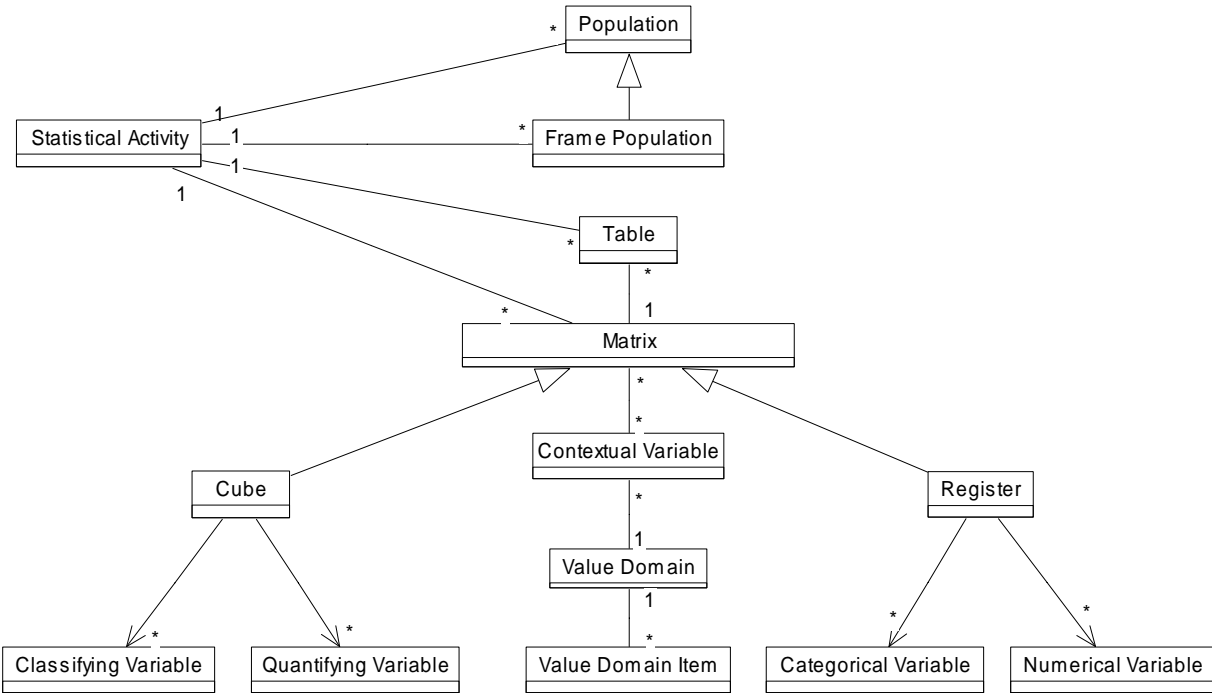 Population
*
1
Statistical Activity
1
*
Frame Population
1
1
*
Table
*
1
*
Matrix
*
*
Contextual Variable
Cube
Register
*
1
Value Domain
1
*
*
*
*
*
Classifying Variable
Quantifying Variable
Value Domain Item
Categorical Variable
Numerical Variable